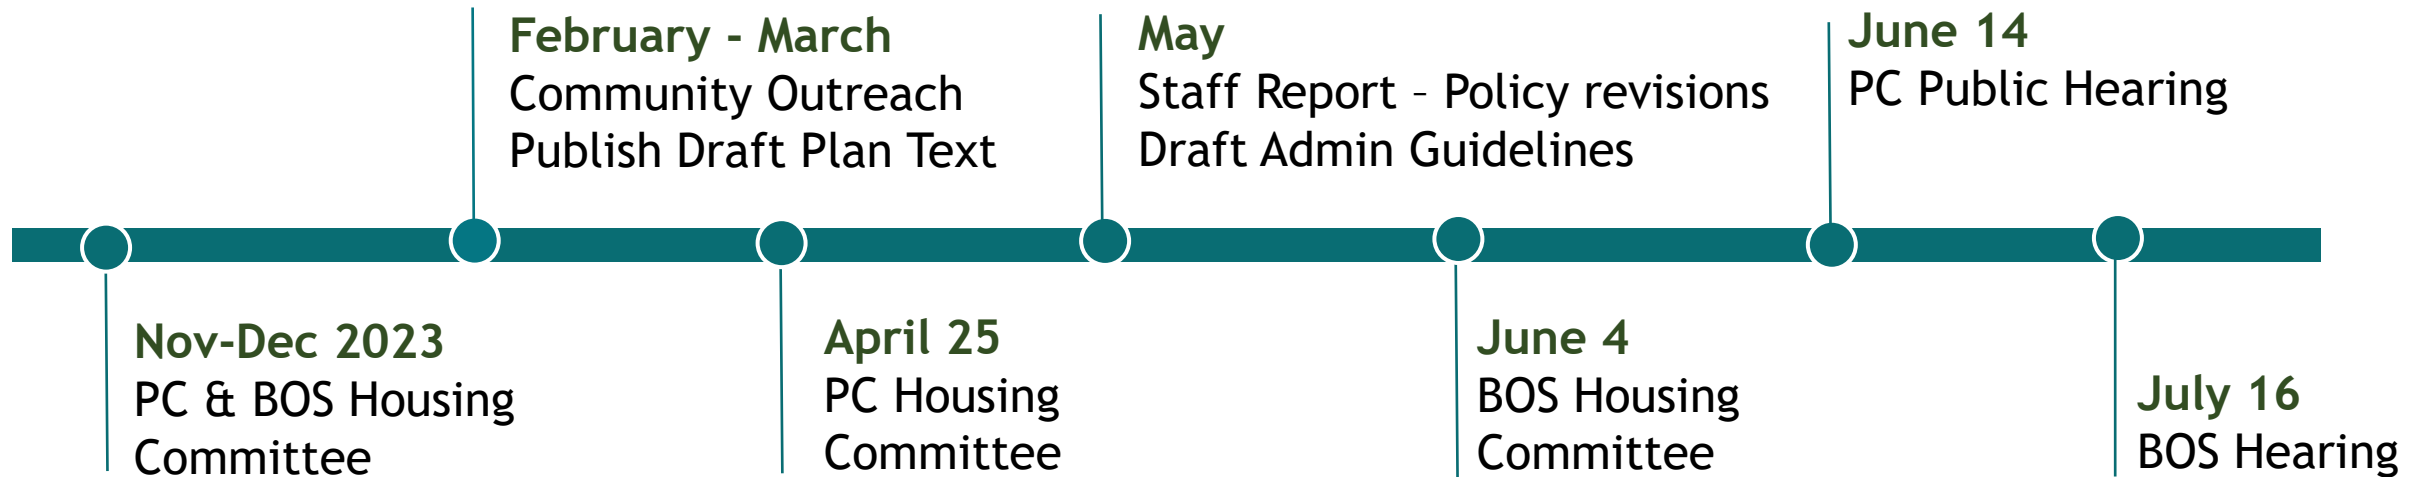 February - March
Community Outreach
Publish Draft Plan Text
May
Staff Report – Policy revisions
Draft Admin Guidelines
June 14
PC Public Hearing
Nov-Dec 2023
PC & BOS Housing
Committee
April 25
PC Housing
Committee
June 4
BOS Housing
Committee
July 16
BOS Hearing